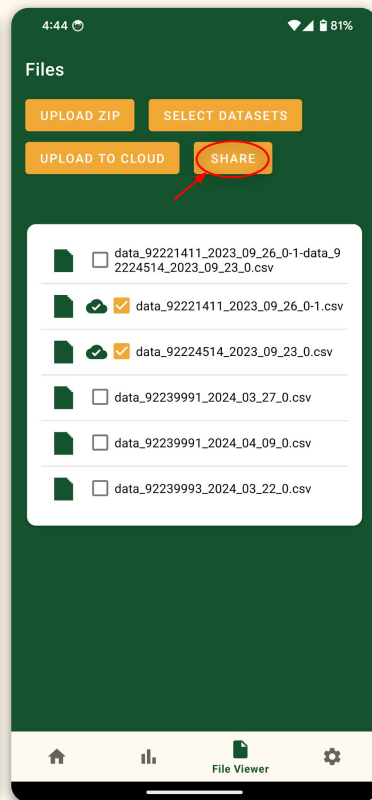 4:44
81%
Files
UPLOAD ZIP
SELECT DATASETS
UPLOAD TO CLOUD
SHARE
data_92221411_2023_09_26_0-1-data_9
2224514_2023_09_23_0.csv
data_92221411_2023_09_26_0-1.csv
data_92224514_2023_09_23_0.csv
data_92239991_2024_03_27_0.csv
data_92239991_2024_04_09_0.csv
data_92239993_2024_03_22_0.csv
File Viewer